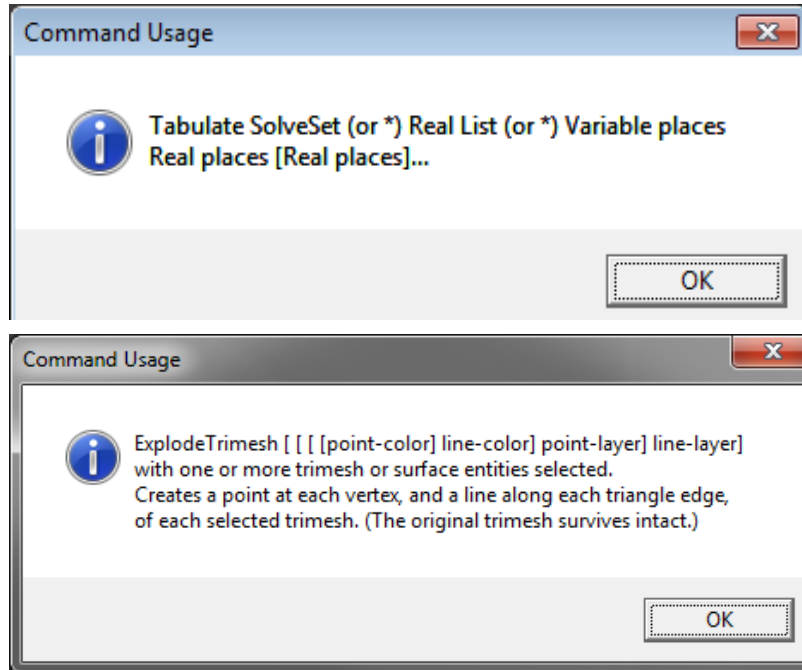 Command Usage
Tabulate SolveSet (or *) Real List (or *) Variable places
Real places [Real places]...
OK
Command Usage
ExplodeTrimesh [ [ [ [point-color] line-color] point-layer] line-layer]
with one or more trimesh or surface entities selected.
Creates a point at each vertex, and a line along each triangle edge,
of each selected trimesh. (The original trimesh survives intact.)
OK